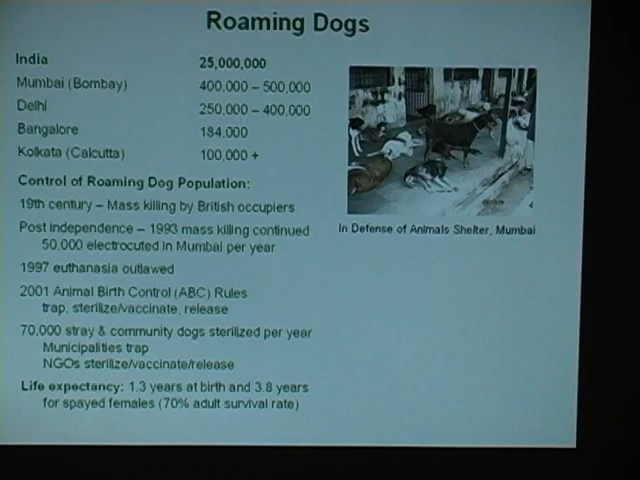 Roaming Dogs
India 25,000,000
Mumbai (Bombay) 400,000 – 500,000
Delhi 250,000 – 400,000
Bangalore 184,000
Kolkata (Calcutta) 100,000 +
Control of Roaming Dog Population:
19th century – Mass killing by British occupiers
Post independence – 1993 mass killing continued
50,000 electrocuted in Mumbai per year
1997 euthanasia outlawed
2001 Animal Birth Control (ABC) Rules
trap, sterilize/vaccinate, release
70,000 stray & community dogs sterilized per year
Municipalities trap
NGOs sterilize/vaccinate/release
Life expectancy: 1.3 years at birth and 3.8 years
for spayed females (70% adult survival rate)
In Defense of Animals Shelter, Mumbai